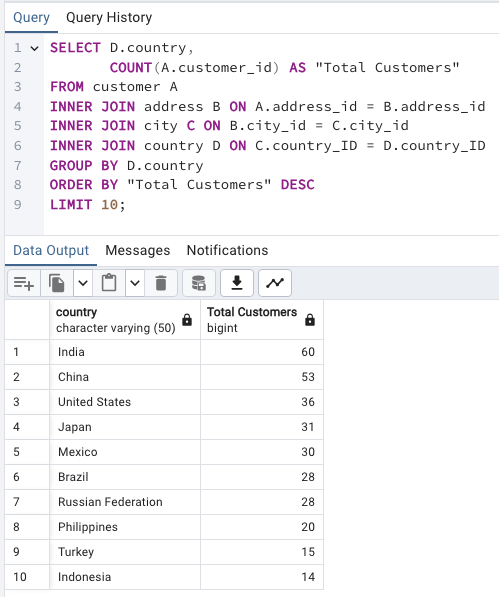 Query Query History
1 SELECT D.country,
2 COUNT(A.customer_id) AS "Total Customers"
3 FROM customer A
4 INNER JOIN address B ON A.address_id = B.address_id
5 INNER JOIN city C ON B.city_id = C.city_id
6 INNER JOIN country D ON C.country_ID = D.country_ID
7 GROUP BY D.country
8 ORDER BY "Total Customers" DESC
9 LIMIT 10;
Data Output Messages Notifications
country Total Customers
character varying (50) bigint
1 India 60
2 China 53
3 United States 36
4 Japan 31
5 Mexico 30
6 Brazil 28
7 Russian Federation 28
8 Philippines 20
9 Turkey 15
10 Indonesia 14